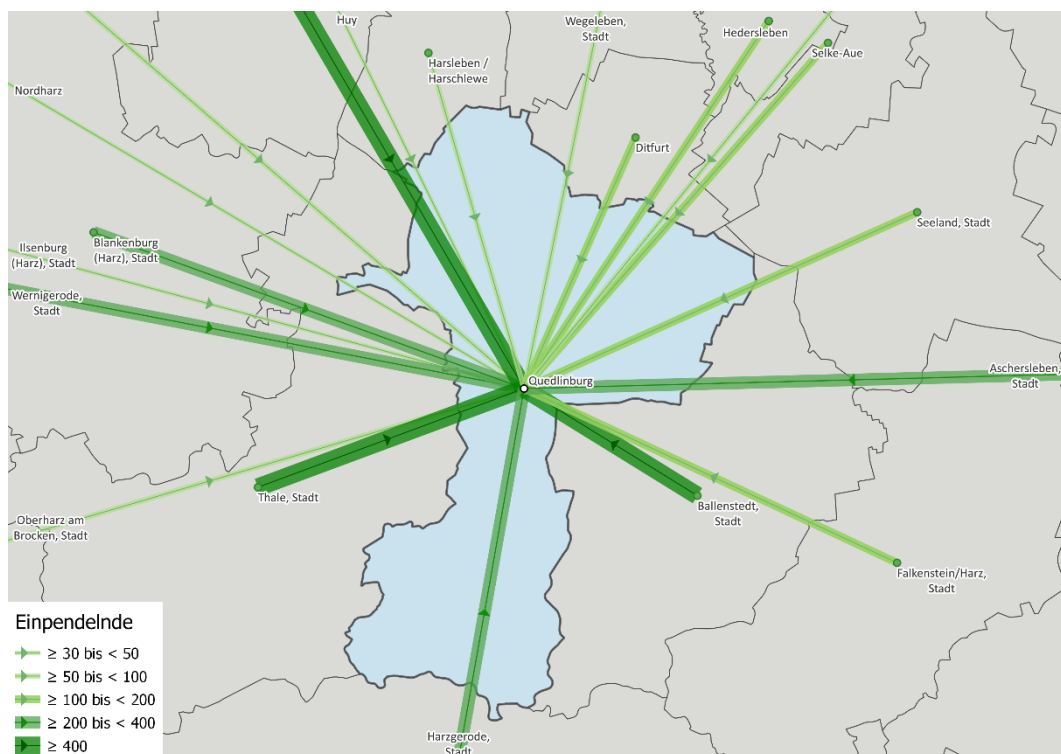 Huy
Wegeleben,
Stadt
Hedersleben
Selke-Aue
Harsleben /
Harschlewe
Nordharz
Ditfurt
Seeland, Stadt
Blankenburg
(Harz), Stadt
Ilsenburg
(Harz), Stadt
Wernigerode,
Stadt
Quedlinburg
Aschersleben,
Stadt
Thale, Stadt
Ballenstedt,
Stadt
Oberharz am
Brocken, Stadt
Falkenstein/Harz,
Stadt
Harzgerode,
Stadt
Einpendelnde
≥ 30 bis < 50
≥ 50 bis < 100
≥ 100 bis < 200
≥ 200 bis < 400
≥ 400